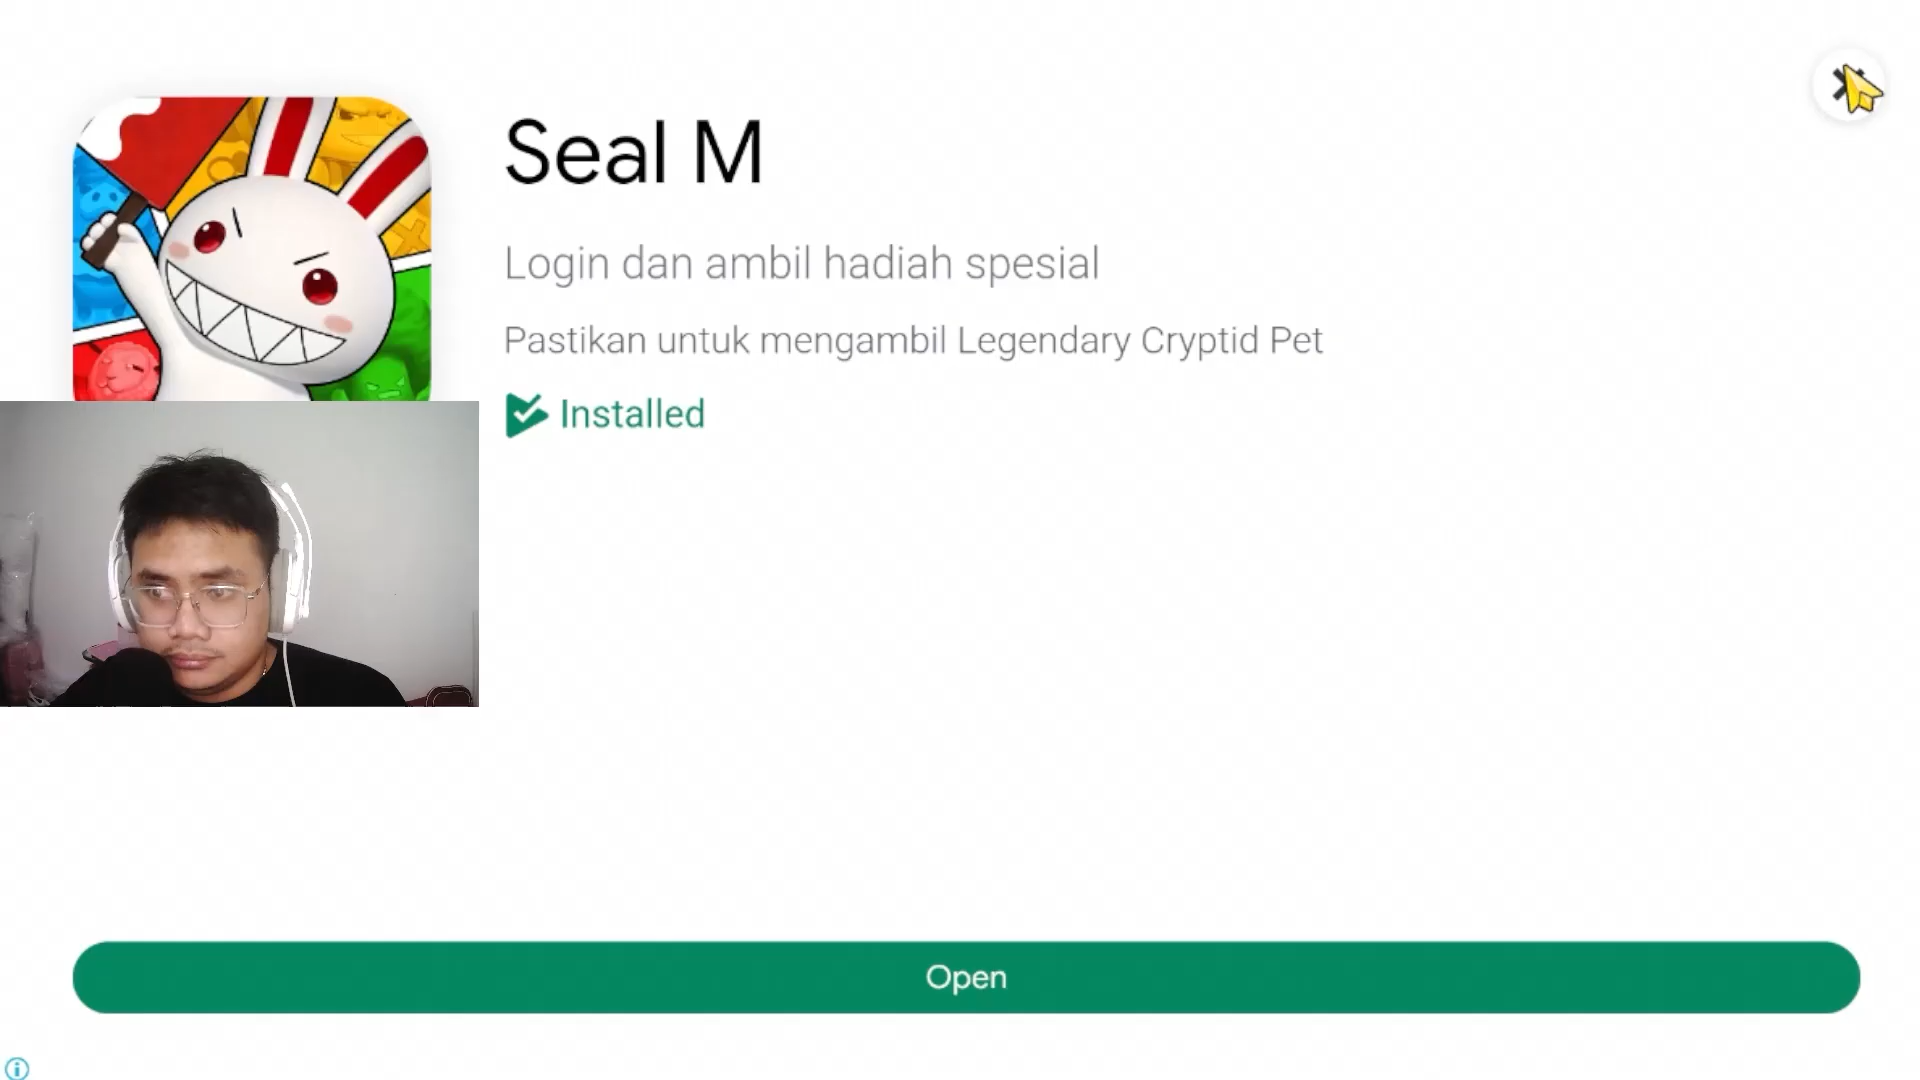 Seal M
Login dan ambil hadiah spesial
Pastikan untuk mengambil Legendary Cryptid Pet
Installed
Open